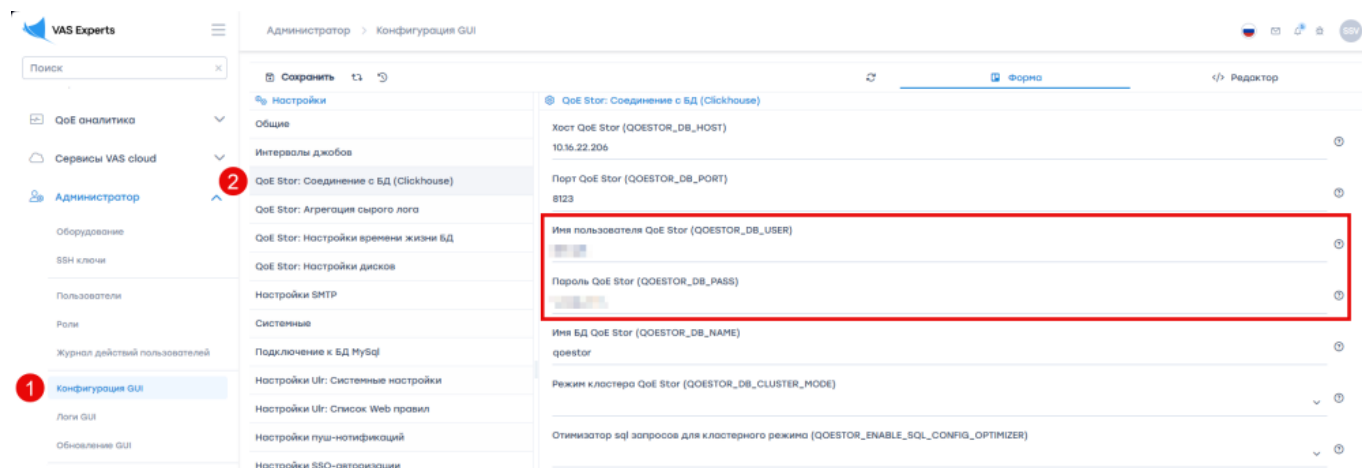 VAS Experts
Администратор > Конфигурация GUI
SSV
Поиск
Сохранить
Форма
</> Редактор
QoE аналитика
Сервисы VAS cloud
Администратор
Оборудование
SSH ключи
Пользователи
Роли
Журнал действий пользователей
1
Конфигурация GUI
Логи GUI
Обновление GUI
Настройки
Общие
Интервалы джобов
2
QoE Stor: Соединение с БД (Clickhouse)
QoE Stor: Агрегация сырого лога
QoE Stor: Настройки времени жизни БД
QoE Stor: Настройки дисков
Настройки SMTP
Системные
Подключение к БД MySql
Настройки Ulr: Системные настройки
Настройки Ulr: Список Web правил
Настройки пуш-нотификаций
Настройки SSO-авторизации
QoE Stor: Соединение с БД (Clickhouse)
Хост QoE Stor (QOESTOR_DB_HOST)
10.16.22.206
Порт QoE Stor (QOESTOR_DB_PORT)
8123
Имя пользователя QoE Stor (QOESTOR_DB_USER)
Пароль QoE Stor (QOESTOR_DB_PASS)
Имя БД QoE Stor (QOESTOR_DB_NAME)
qoestor
Режим кластера QoE Stor (QOESTOR_DB_CLUSTER_MODE)
Отимизатор sql запросов для кластерного режима (QOESTOR_ENABLE_SQL_CONFIG_OPTIMIZER)